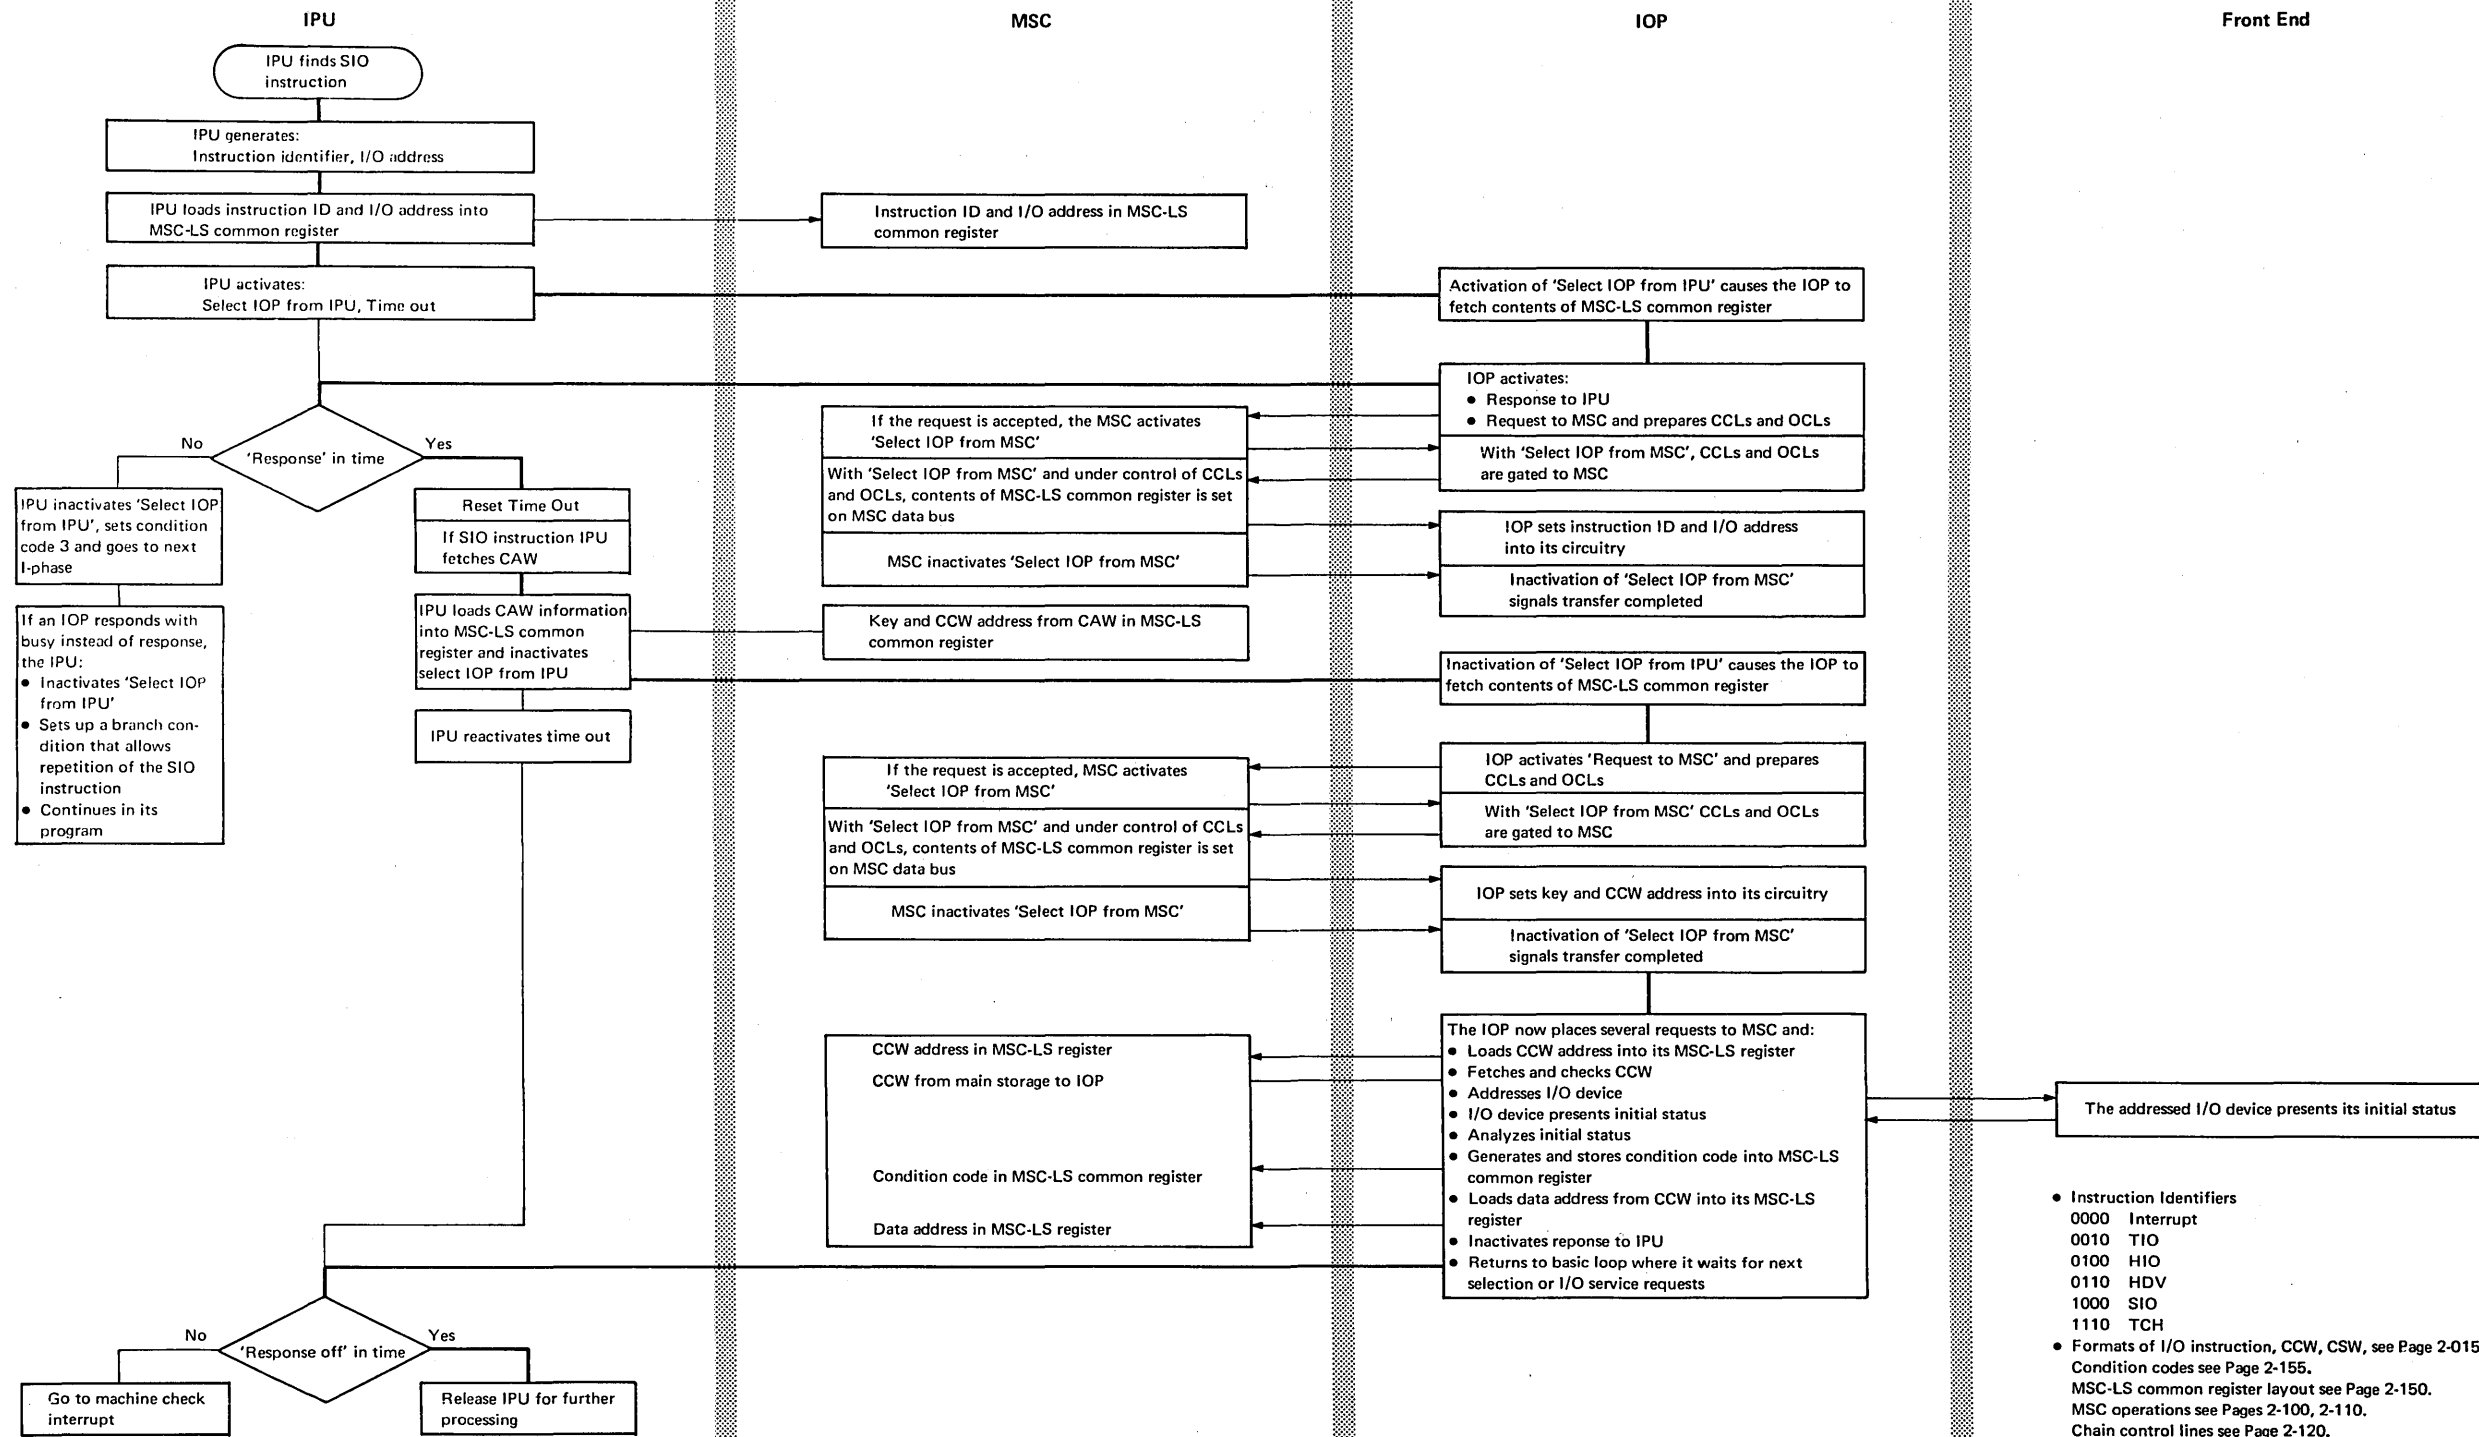 IPU
MSC
IOP
Front End
IPU finds SIO
instruction
IPU generates:
Instruction identifier, I/O address
IPU loads instruction ID and I/O address into
MSC-LS common register
Instruction ID and I/O address in MSC-LS
common register
IPU activates:
Select IOP from IPU, Time out
Activation of 'Select IOP from IPU' causes the IOP to
fetch contents of MSC-LS common register
IOP activates:
• Response to IPU
• Request to MSC and prepares CCLs and OCLs
With 'Select IOP from MSC', CCLs and OCLs
are gated to MSC
If the request is accepted, the MSC activates
'Select IOP from MSC'
With 'Select IOP from MSC' and under control of CCLs
and OCLs, contents of MSC-LS common register is set
on MSC data bus
MSC inactivates 'Select IOP from MSC'
IOP sets instruction ID and I/O address
into its circuitry
Inactivation of 'Select IOP from MSC'
signals transfer completed
No
Yes
'Response' in time
IPU inactivates 'Select IOP
from IPU', sets condition
code 3 and goes to next
I-phase
If an IOP responds with
busy instead of response,
the IPU:
• Inactivates 'Select IOP
from IPU'
• Sets up a branch con-
dition that allows
repetition of the SIO
instruction
• Continues in its
program
Reset Time Out
If SIO instruction IPU
fetches CAW
IPU loads CAW information
into MSC-LS common
register and inactivates
select IOP from IPU
Key and CCW address from CAW in MSC-LS
common register
Inactivation of 'Select IOP from IPU' causes the IOP to
fetch contents of MSC-LS common register
IPU reactivates time out
IOP activates 'Request to MSC' and prepares
CCLs and OCLs
With 'Select IOP from MSC' CCLs and OCLs
are gated to MSC
If the request is accepted, MSC activates
'Select IOP from MSC'
With 'Select IOP from MSC' and under control of CCLs
and OCLs, contents of MSC-LS common register is set
on MSC data bus
MSC inactivates 'Select IOP from MSC'
IOP sets key and CCW address into its circuitry
Inactivation of 'Select IOP from MSC'
signals transfer completed
The IOP now places several requests to MSC and:
• Loads CCW address into its MSC-LS register
• Fetches and checks CCW
• Addresses I/O device
• I/O device presents initial status
• Analyzes initial status
• Generates and stores condition code into MSC-LS
common register
• Loads data address from CCW into its MSC-LS
register
• Inactivates reponse to IPU
• Returns to basic loop where it waits for next
selection or I/O service requests
CCW address in MSC-LS register
CCW from main storage to IOP
Condition code in MSC-LS common register
Data address in MSC-LS register
The addressed I/O device presents its initial status
No
Yes
'Response off' in time
Go to machine check
interrupt
Release IPU for further
processing
• Instruction Identifiers
0000 Interrupt
0010 TIO
0100 HIO
0110 HDV
1000 SIO
1110 TCH
• Formats of I/O instruction, CCW, CSW, see Page 2-015
Condition codes see Page 2-155.
MSC-LS common register layout see Page 2-150.
MSC operations see Pages 2-100, 2-110.
Chain control lines see Page 2-120.